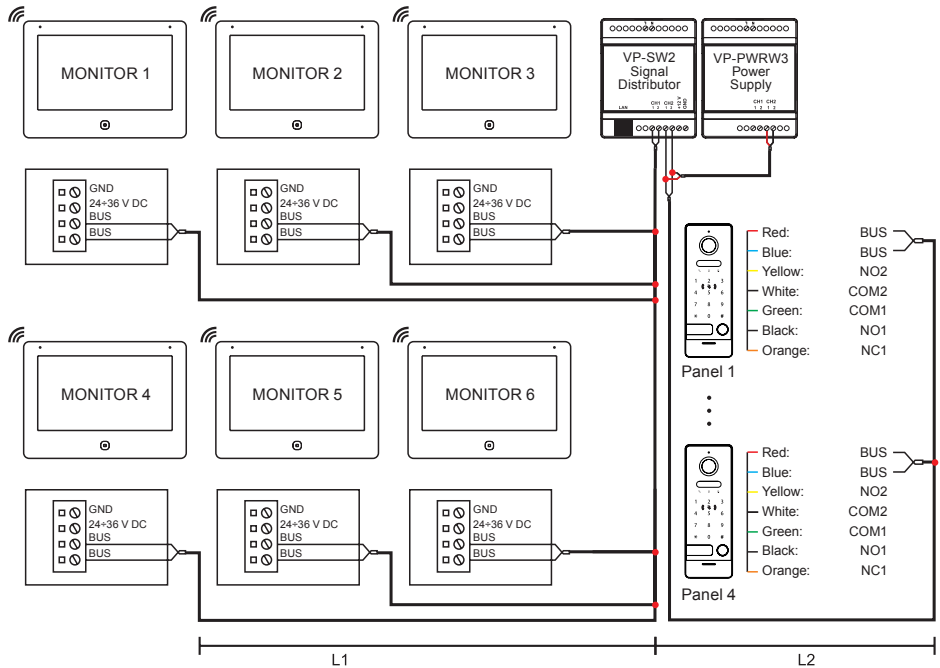 MONITOR 1
MONITOR 2
MONITOR 3
VP-SW2
Signal
Distributor
LAN
CH1 CH2
1 2 1 2
+12 V
GND
VP-PWRW3
Power
Supply
CH1 CH2
1 2 1 2
GND
24÷36 V DC
BUS
BUS
GND
24÷36 V DC
BUS
BUS
GND
24÷36 V DC
BUS
BUS
Red: BUS
Blue: BUS
Yellow: NO2
White: COM2
Green: COM1
Black: NO1
Orange: NC1
Panel 1
MONITOR 4
MONITOR 5
MONITOR 6
GND
24÷36 V DC
BUS
BUS
GND
24÷36 V DC
BUS
BUS
GND
24÷36 V DC
BUS
BUS
Red: BUS
Blue: BUS
Yellow: NO2
White: COM2
Green: COM1
Black: NO1
Orange: NC1
Panel 4
L1
L2